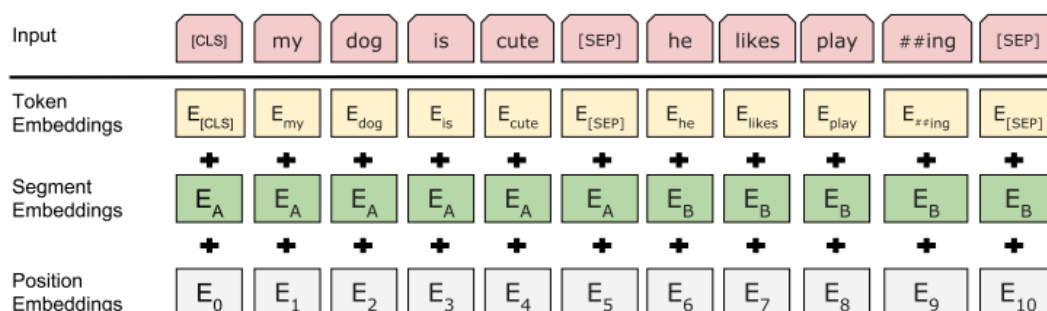 Input [CLS] my dog is cute [SEP] he likes play ##ing [SEP]
Token
Embeddings E[CLS] Emy Edog Eis Ecute E[SEP] Ehe Elikes Eplay E##ing E[SEP]
+ + + + + + + + + + +
Segment
Embeddings EA EA EA EA EA EA EB EB EB EB EB
+ + + + + + + + + + +
Position
Embeddings E0 E1 E2 E3 E4 E5 E6 E7 E8 E9 E10